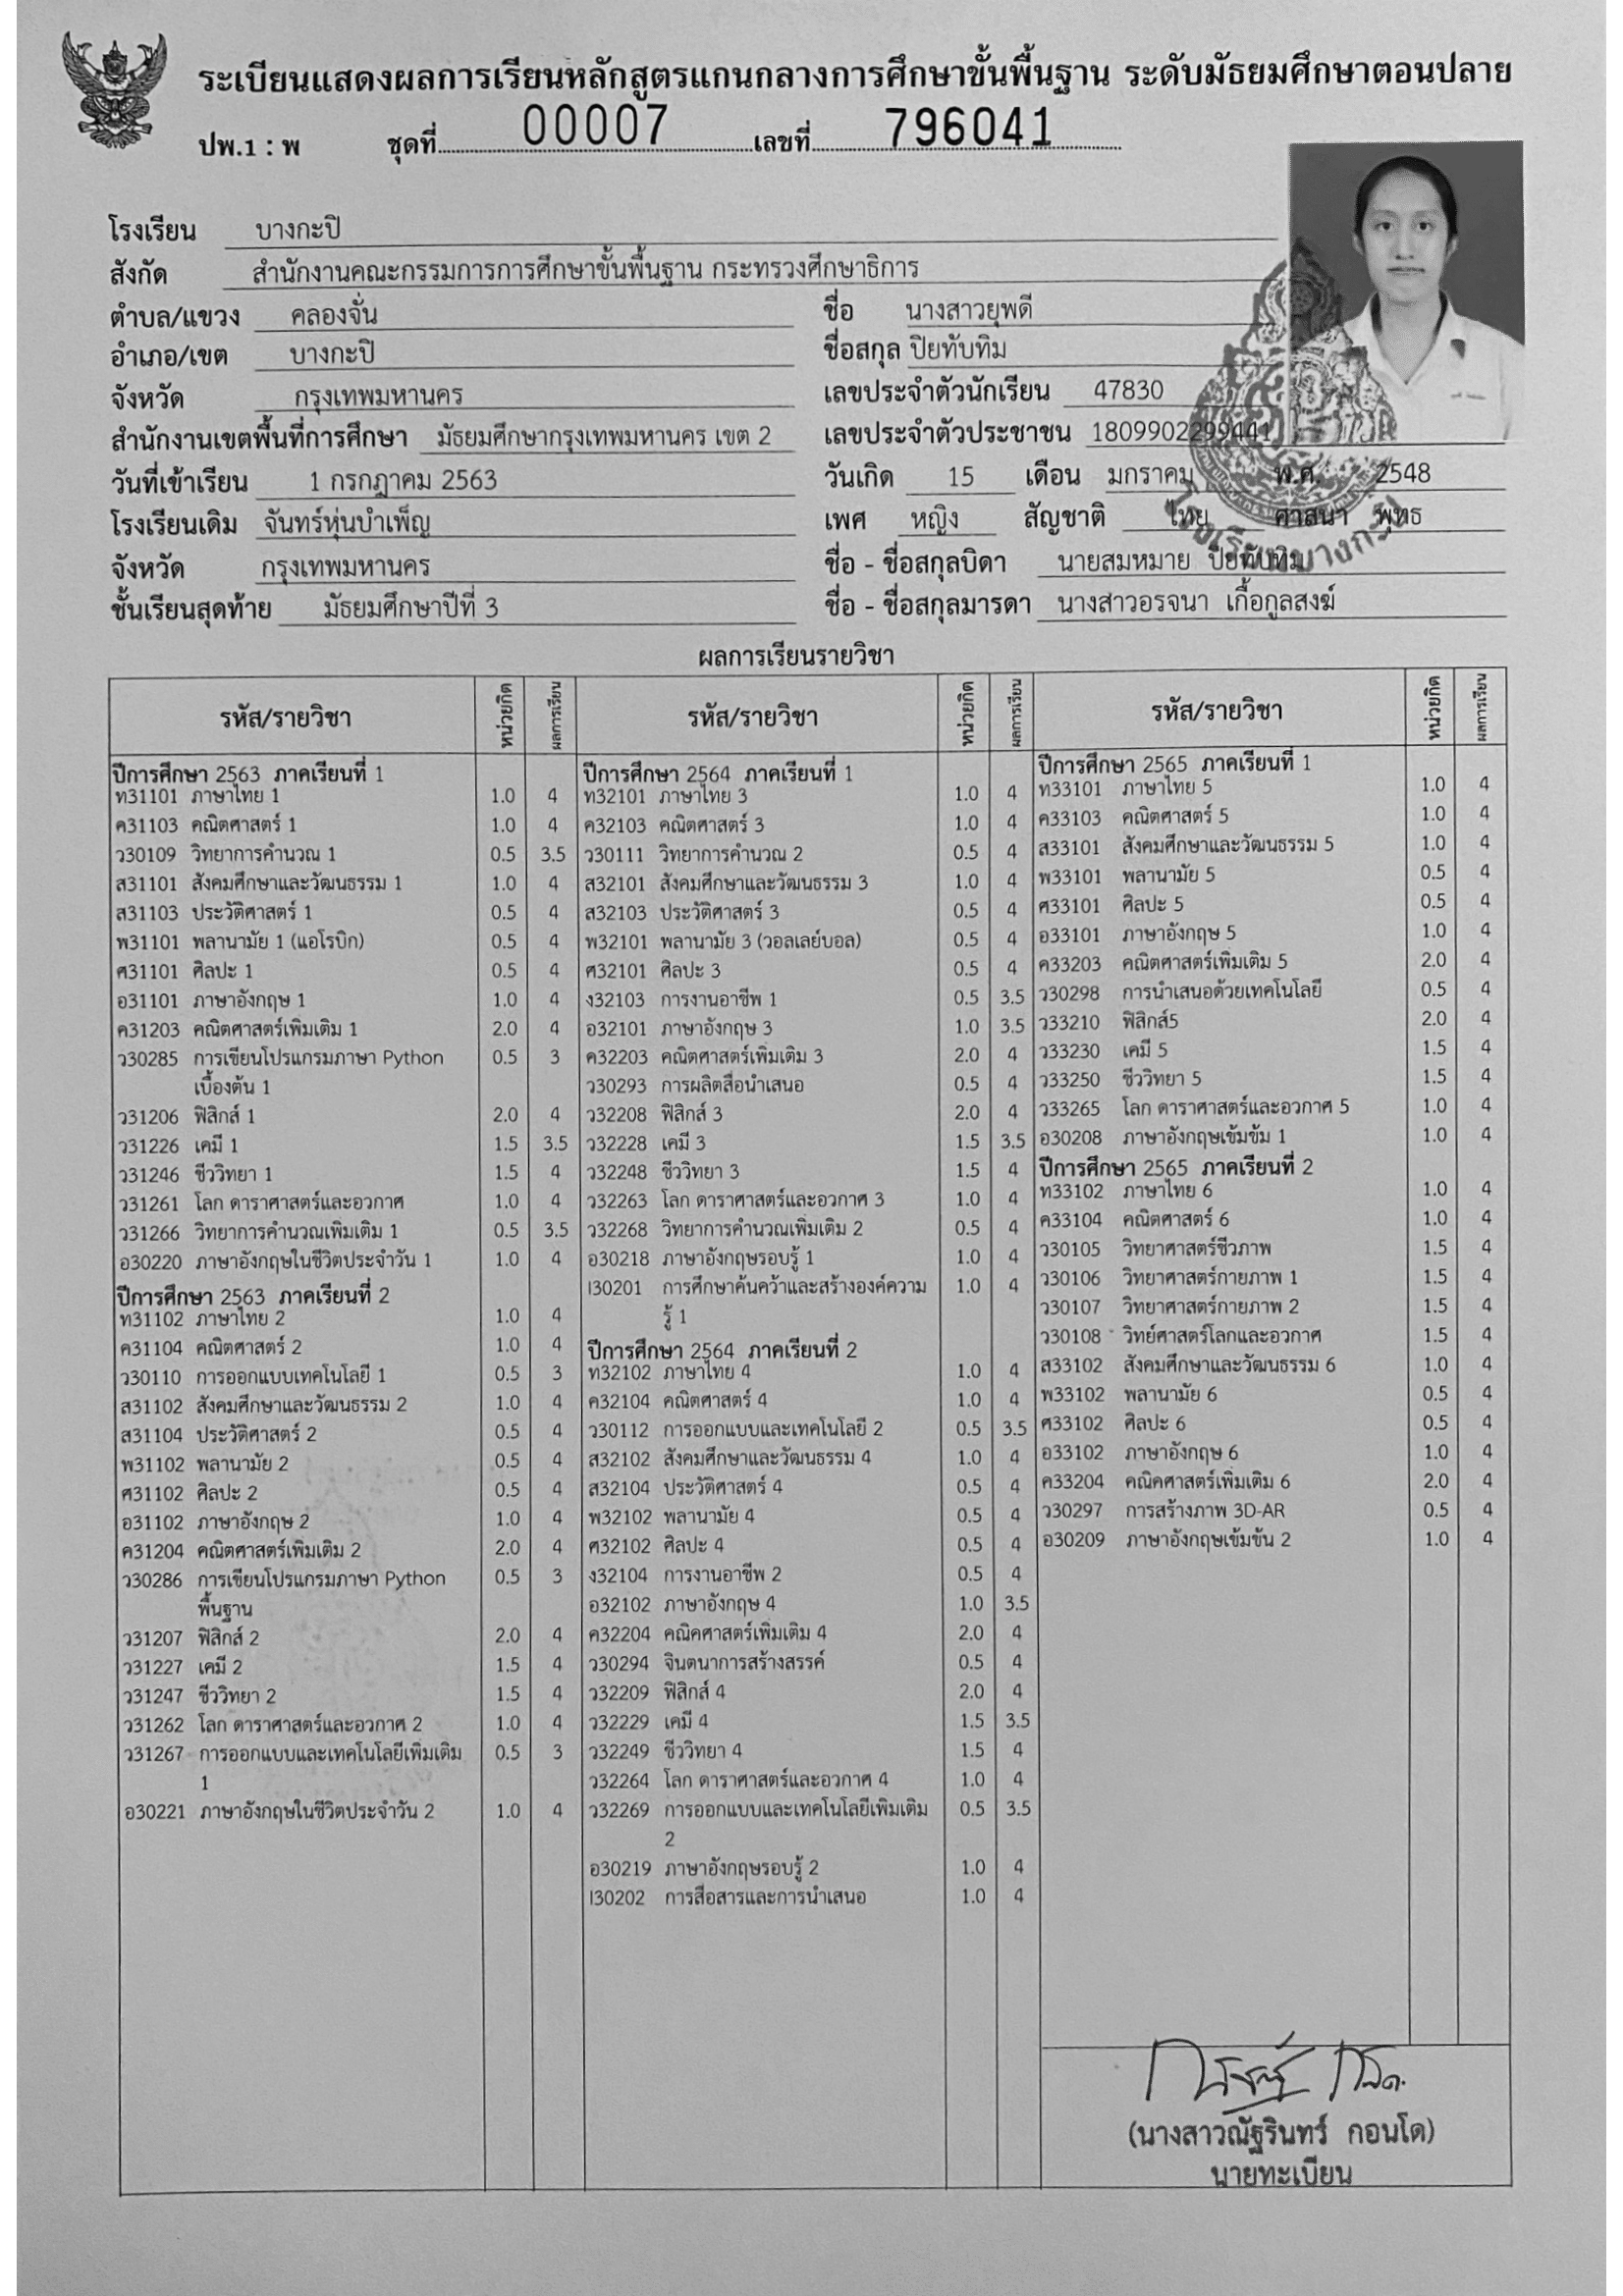 ระเบียนแสดงผลการเรียนหลักสูตรแกนกลางการศึกษาขั้นพื้นฐาน ระดับมัธยมศึกษาตอนปลาย
ปพ.1 : พ ชุดที่ 00007 เลขที่ 796041
โรงเรียน บางกะปิ
สังกัด สำนักงานคณะกรรมการการศึกษาขั้นพื้นฐาน กระทรวงศึกษาธิการ
ตำบล/แขวง คลองจั่น
อำเภอ/เขต บางกะปิ
จังหวัด กรุงเทพมหานคร
สำนักงานเขตพื้นที่การศึกษา มัธยมศึกษากรุงเทพมหานคร เขต 2
วันที่เข้าเรียน 1 กรกฎาคม 2563
โรงเรียนเดิม จันทร์หุ่นบำเพ็ญ
จังหวัด กรุงเทพมหานคร
ชั้นเรียนสุดท้าย มัธยมศึกษาปีที่ 3
ชื่อ นางสาวยุพดี
ชื่อสกุล ปิยทับทิม
เลขประจำตัวนักเรียน 47830
เลขประจำตัวประชาชน 1809902299441
วันเกิด 15 เดือน มกราคม พ.ศ. 2548
เพศ หญิง สัญชาติ ไทย ศาสนา พุทธ
ชื่อ - ชื่อสกุลบิดา นายสมหมาย ปิยทับทิม
ชื่อ - ชื่อสกุลมารดา นางสาวอรจนา เกื้อกูลสงฆ์
โรงเรียนบางกะปิ
ผลการเรียนรายวิชา
รหัส/รายวิชา หน่วยกิต ผลการเรียน
ปีการศึกษา 2563 ภาคเรียนที่ 1
ท31101 ภาษาไทย 1 1.0 4
ค31103 คณิตศาสตร์ 1 1.0 4
ว30109 วิทยาการคำนวณ 1 0.5 3.5
ส31101 สังคมศึกษาและวัฒนธรรม 1 1.0 4
ส31103 ประวัติศาสตร์ 1 0.5 4
พ31101 พลานามัย 1 (แอโรบิก) 0.5 4
ศ31101 ศิลปะ 1 0.5 4
อ31101 ภาษาอังกฤษ 1 1.0 4
ค31203 คณิตศาสตร์เพิ่มเติม 1 2.0 4
ว30285 การเขียนโปรแกรมภาษา Python 0.5 3
เบื้องต้น 1
ว31206 ฟิสิกส์ 1 2.0 4
ว31226 เคมี 1 1.5 3.5
ว31246 ชีววิทยา 1 1.5 4
ว31261 โลก ดาราศาสตร์และอวกาศ 1.0 4
ว31266 วิทยาการคำนวณเพิ่มเติม 1 0.5 3.5
อ30220 ภาษาอังกฤษในชีวิตประจำวัน 1 1.0 4
ปีการศึกษา 2563 ภาคเรียนที่ 2
ท31102 ภาษาไทย 2 1.0 4
ค31104 คณิตศาสตร์ 2 1.0 4
ว30110 การออกแบบเทคโนโลยี 1 0.5 3
ส31102 สังคมศึกษาและวัฒนธรรม 2 1.0 4
ส31104 ประวัติศาสตร์ 2 0.5 4
พ31102 พลานามัย 2 0.5 4
ศ31102 ศิลปะ 2 0.5 4
อ31102 ภาษาอังกฤษ 2 1.0 4
ค31204 คณิตศาสตร์เพิ่มเติม 2 2.0 4
ว30286 การเขียนโปรแกรมภาษา Python 0.5 3
พื้นฐาน
ว31207 ฟิสิกส์ 2 2.0 4
ว31227 เคมี 2 1.5 4
ว31247 ชีววิทยา 2 1.5 4
ว31262 โลก ดาราศาสตร์และอวกาศ 2 1.0 4
ว31267 การออกแบบและเทคโนโลยีเพิ่มเติม 0.5 3
1
อ30221 ภาษาอังกฤษในชีวิตประจำวัน 2 1.0 4
รหัส/รายวิชา หน่วยกิต ผลการเรียน
ปีการศึกษา 2564 ภาคเรียนที่ 1
ท32101 ภาษาไทย 3 1.0 4
ค32103 คณิตศาสตร์ 3 1.0 4
ว30111 วิทยาการคำนวณ 2 0.5 4
ส32101 สังคมศึกษาและวัฒนธรรม 3 1.0 4
ส32103 ประวัติศาสตร์ 3 0.5 4
พ32101 พลานามัย 3 (วอลเลย์บอล) 0.5 4
ศ32101 ศิลปะ 3 0.5 4
ง32103 การงานอาชีพ 1 0.5 3.5
อ32101 ภาษาอังกฤษ 3 1.0 3.5
ค32203 คณิตศาสตร์เพิ่มเติม 3 2.0 4
ว30293 การผลิตสื่อนำเสนอ 0.5 4
ว32208 ฟิสิกส์ 3 2.0 4
ว32228 เคมี 3 1.5 3.5
ว32248 ชีววิทยา 3 1.5 4
ว32263 โลก ดาราศาสตร์และอวกาศ 3 1.0 4
ว32268 วิทยาการคำนวณเพิ่มเติม 2 0.5 4
อ30218 ภาษาอังกฤษรอบรู้ 1 1.0 4
I30201 การศึกษาค้นคว้าและสร้างองค์ความ 1.0 4
รู้ 1
ปีการศึกษา 2564 ภาคเรียนที่ 2
ท32102 ภาษาไทย 4 1.0 4
ค32104 คณิตศาสตร์ 4 1.0 4
ว30112 การออกแบบและเทคโนโลยี 2 0.5 3.5
ส32102 สังคมศึกษาและวัฒนธรรม 4 1.0 4
ส32104 ประวัติศาสตร์ 4 0.5 4
พ32102 พลานามัย 4 0.5 4
ศ32102 ศิลปะ 4 0.5 4
ง32104 การงานอาชีพ 2 0.5 4
อ32102 ภาษาอังกฤษ 4 1.0 3.5
ค32204 คณิคศาสตร์เพิ่มเติม 4 2.0 4
ว30294 จินตนาการสร้างสรรค์ 0.5 4
ว32209 ฟิสิกส์ 4 2.0 4
ว32229 เคมี 4 1.5 3.5
ว32249 ชีววิทยา 4 1.5 4
ว32264 โลก ดาราศาสตร์และอวกาศ 4 1.0 4
ว32269 การออกแบบและเทคโนโลยีเพิ่มเติม 0.5 3.5
2
อ30219 ภาษาอังกฤษรอบรู้ 2 1.0 4
I30202 การสื่อสารและการนำเสนอ 1.0 4
รหัส/รายวิชา หน่วยกิต ผลการเรียน
ปีการศึกษา 2565 ภาคเรียนที่ 1
ท33101 ภาษาไทย 5 1.0 4
ค33103 คณิตศาสตร์ 5 1.0 4
ส33101 สังคมศึกษาและวัฒนธรรม 5 1.0 4
พ33101 พลานามัย 5 0.5 4
ศ33101 ศิลปะ 5 0.5 4
อ33101 ภาษาอังกฤษ 5 1.0 4
ค33203 คณิตศาสตร์เพิ่มเติม 5 2.0 4
ว30298 การนำเสนอด้วยเทคโนโลยี 0.5 4
ว33210 ฟิสิกส์5 2.0 4
ว33230 เคมี 5 1.5 4
ว33250 ชีววิทยา 5 1.5 4
ว33265 โลก ดาราศาสตร์และอวกาศ 5 1.0 4
อ30208 ภาษาอังกฤษเข้มข้ม 1 1.0 4
ปีการศึกษา 2565 ภาคเรียนที่ 2
ท33102 ภาษาไทย 6 1.0 4
ค33104 คณิตศาสตร์ 6 1.0 4
ว30105 วิทยาศาสตร์ชีวภาพ 1.5 4
ว30106 วิทยาศาสตร์กายภาพ 1 1.5 4
ว30107 วิทยาศาสตร์กายภาพ 2 1.5 4
ว30108 วิทย์ศาสตร์โลกและอวกาศ 1.5 4
ส33102 สังคมศึกษาและวัฒนธรรม 6 1.0 4
พ33102 พลานามัย 6 0.5 4
ศ33102 ศิลปะ 6 0.5 4
อ33102 ภาษาอังกฤษ 6 1.0 4
ค33204 คณิคศาสตร์เพิ่มเติม 6 2.0 4
ว30297 การสร้างภาพ 3D-AR 0.5 4
อ30209 ภาษาอังกฤษเข้มข้น 2 1.0 4
(นางสาวณัฐรินทร์ กอนโด)
นายทะเบียน